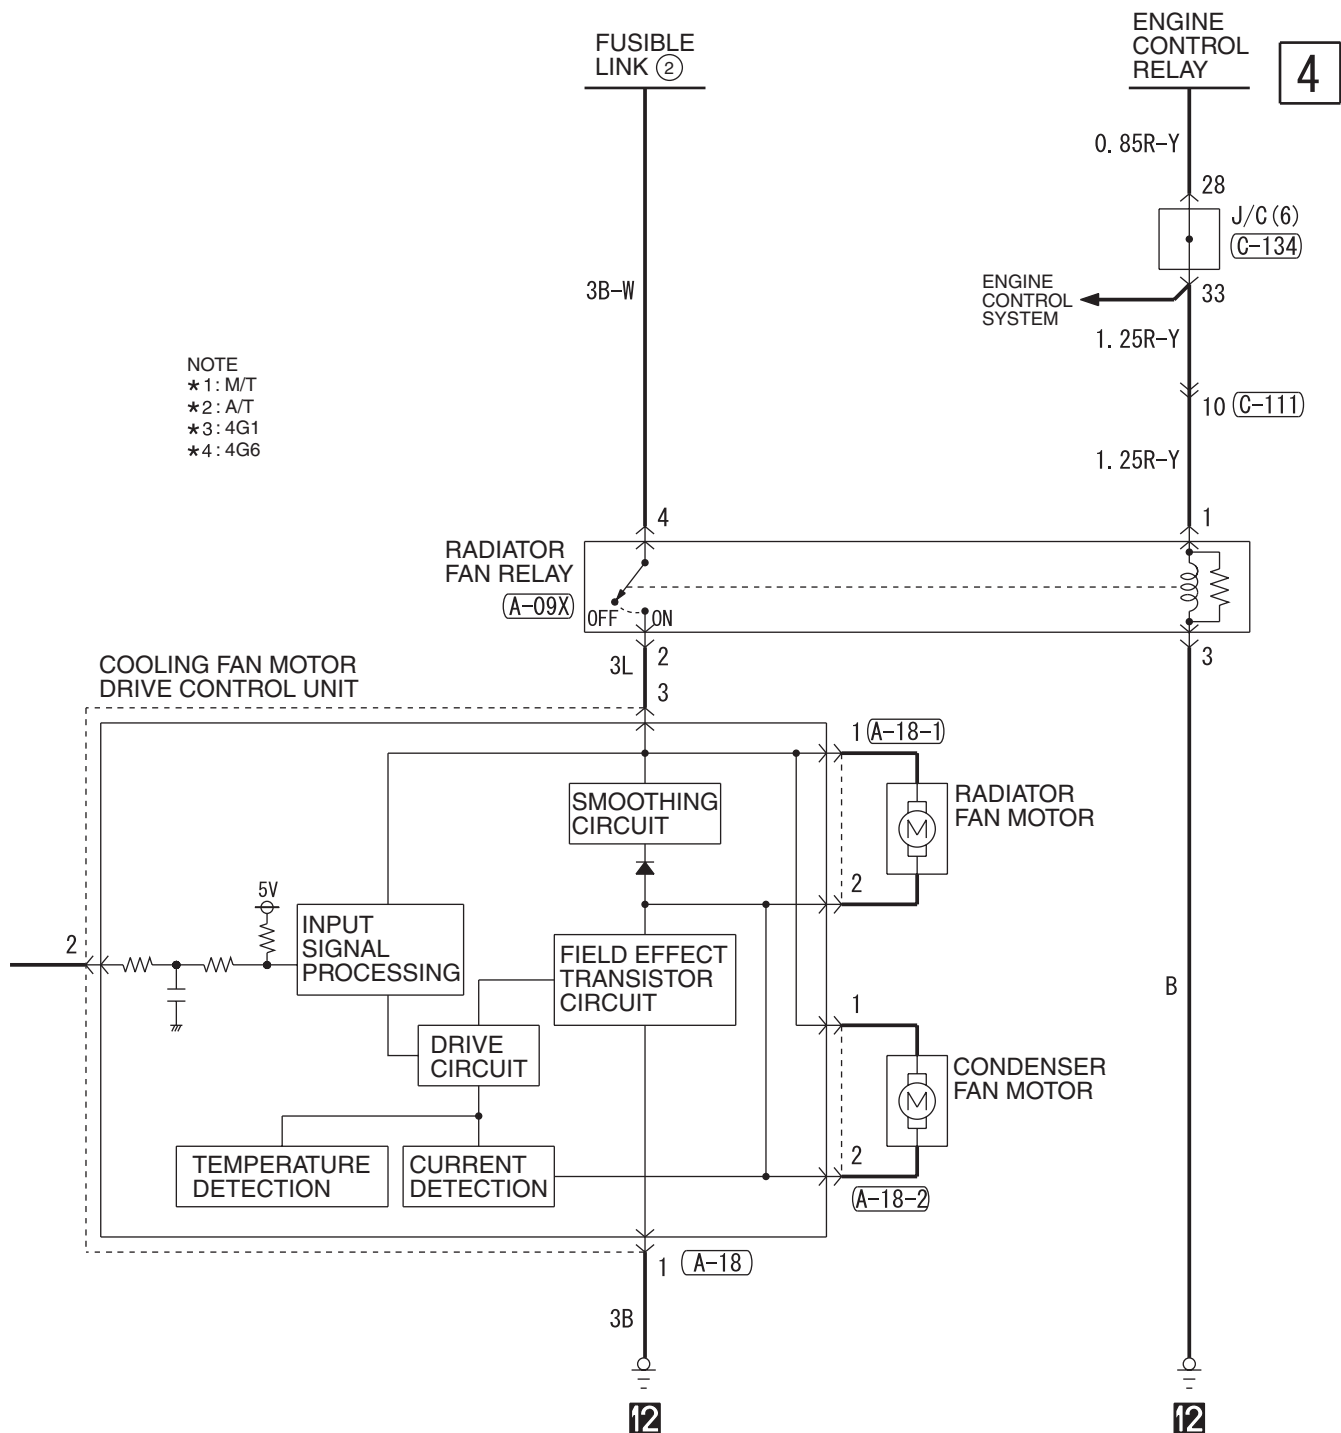 FUSIBLE
LINK ②
ENGINE
CONTROL
RELAY
4
0.85R-Y
28
J/C(6)
C-134
3B-W
ENGINE
CONTROL
SYSTEM
33
1.25R-Y
NOTE
*1: M/T
*2: A/T
*3: 4G1
*4: 4G6
10
C-111
1.25R-Y
4
1
RADIATOR
FAN RELAY
A-09X
OFF
ON
2
3L
3
3
COOLING FAN MOTOR
DRIVE CONTROL UNIT
1
A-18-1
SMOOTHING
CIRCUIT
RADIATOR
FAN MOTOR
M
2
5V
INPUT
SIGNAL
PROCESSING
2
FIELD EFFECT
TRANSISTOR
CIRCUIT
B
1
DRIVE
CIRCUIT
CONDENSER
FAN MOTOR
M
2
TEMPERATURE
DETECTION
CURRENT
DETECTION
A-18-2
1
A-18
3B
12
12